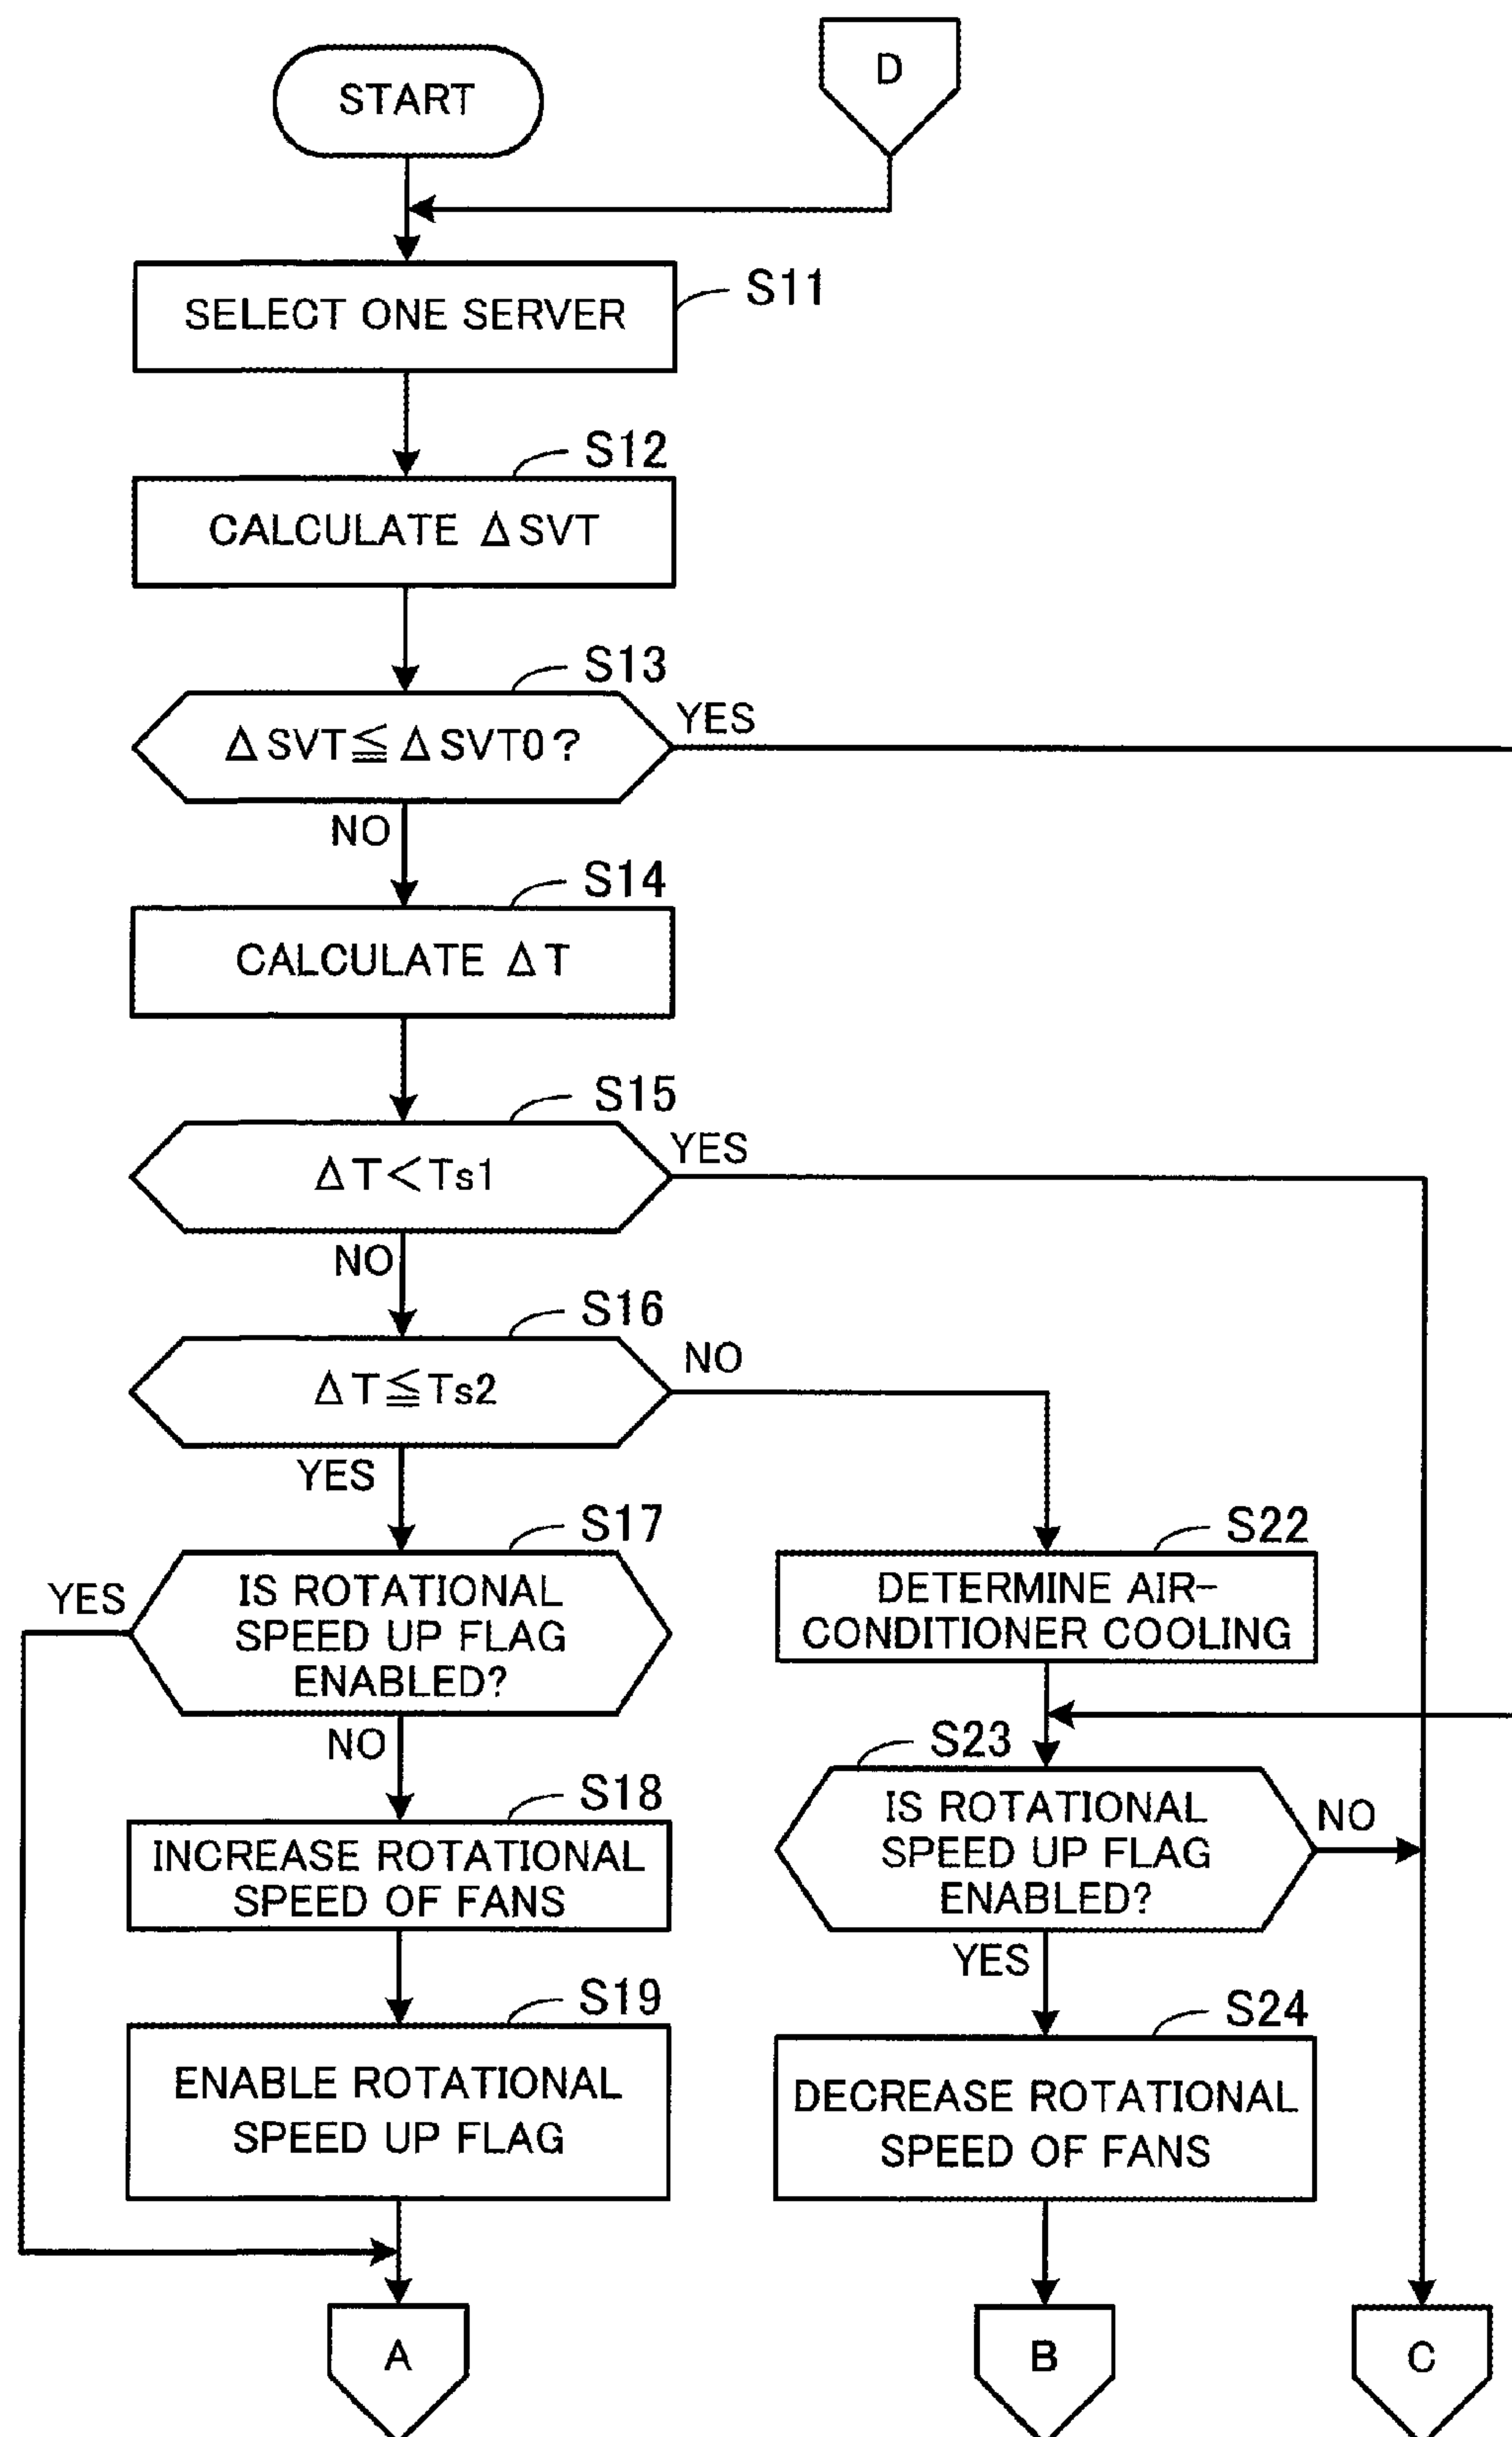 START
D
SELECT ONE SERVER
S11
S12
CALCULATE ΔSVT
S13
ΔSVT≦ΔSVT0?
YES
NO
S14
CALCULATE ΔT
S15
ΔT<Ts1
YES
NO
S16
ΔT≦Ts2
NO
YES
S17
IS ROTATIONAL
SPEED UP FLAG
ENABLED?
YES
NO
S22
DETERMINE AIR-
CONDITIONER COOLING
S18
INCREASE ROTATIONAL
SPEED OF FANS
S23
IS ROTATIONAL
SPEED UP FLAG
ENABLED?
NO
YES
S19
ENABLE ROTATIONAL
SPEED UP FLAG
S24
DECREASE ROTATIONAL
SPEED OF FANS
A
B
C